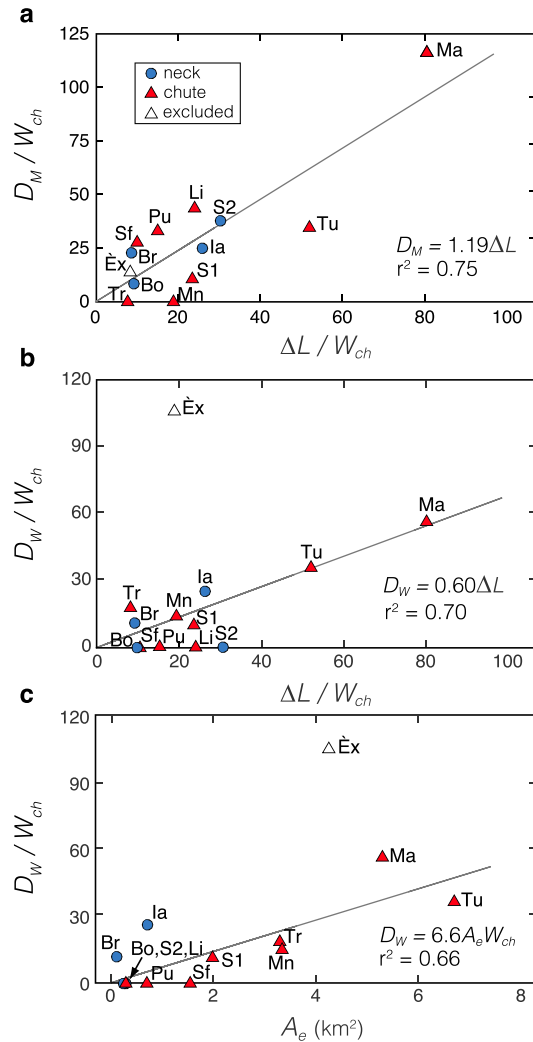 a
125
100
75
50
25
0
D_M / W_ch
neck
chute
excluded
Ma
Li
S2
Pu
Sf
Br
Ia
Tu
Èx
Bo
S1
Tr
Mn
D_M = 1.19ΔL
r² = 0.75
0 20 40 60 80 100
ΔL / W_ch
b
120
90
60
30
0
D_W / W_ch
Èx
Ma
Tu
Ia
Tr
Mn
Br
S1
Bo
Sf
Pu
Li
S2
D_W = 0.60ΔL
r² = 0.70
0 20 40 60 80 100
ΔL / W_ch
c
120
90
60
30
0
D_W / W_ch
Èx
Ma
Tu
Ia
Br
Bo,S2,Li
Tr
S1
Mn
Pu
Sf
D_W = 6.6A_eW_ch
r² = 0.66
0 2 4 6 8
A_e (km²)